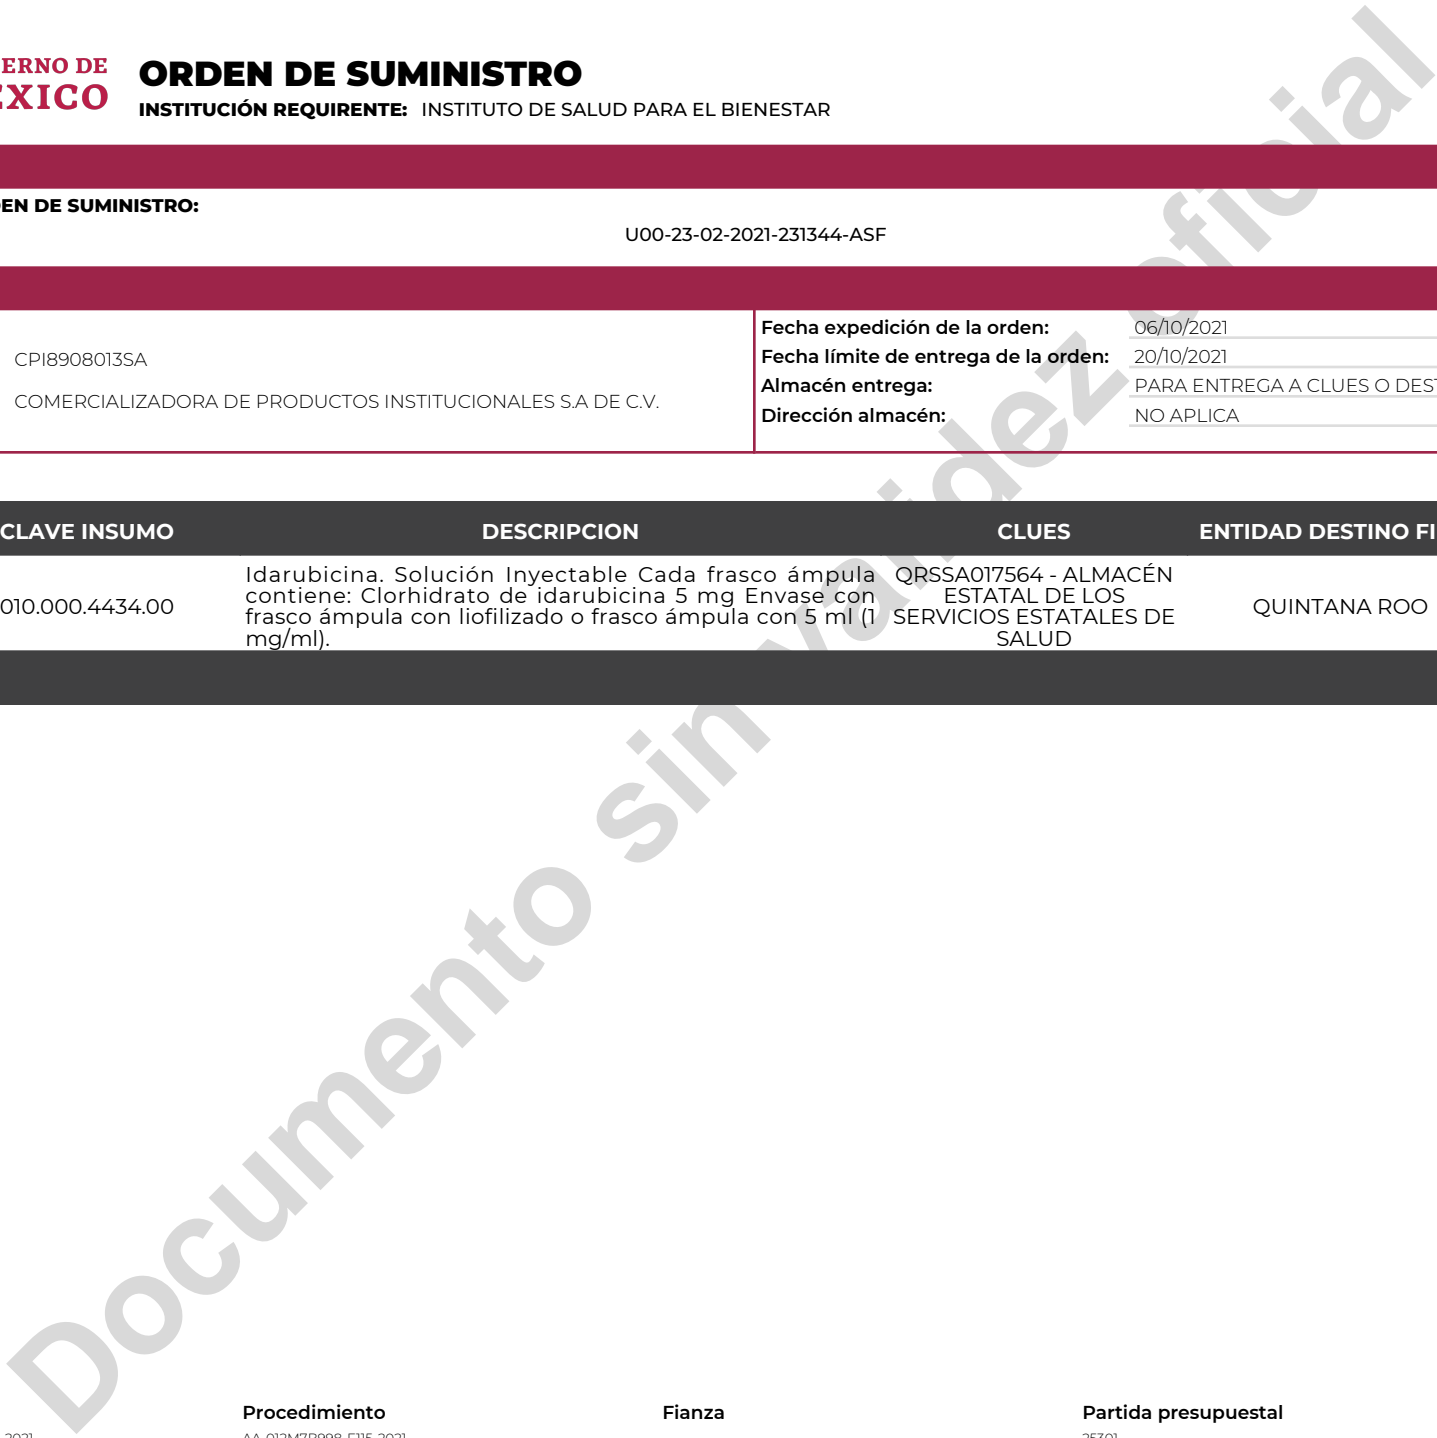 ERNO DE
EXICO
ORDEN DE SUMINISTRO
INSTITUCIÓN REQUIRENTE: INSTITUTO DE SALUD PARA EL BIENESTAR
EN DE SUMINISTRO:
U00-23-02-2021-231344-ASF
CPI8908013SA
COMERCIALIZADORA DE PRODUCTOS INSTITUCIONALES S.A DE C.V.
Fecha expedición de la orden: 06/10/2021
Fecha límite de entrega de la orden: 20/10/2021
Almacén entrega: PARA ENTREGA A CLUES O DEST
Dirección almacén: NO APLICA
CLAVE INSUMO DESCRIPCION CLUES ENTIDAD DESTINO FI
010.000.4434.00
Idarubicina. Solución Inyectable Cada frasco ámpula
contiene: Clorhidrato de idarubicina 5 mg Envase con
frasco ámpula con liofilizado o frasco ámpula con 5 ml (1
mg/ml).
QRSSA017564 - ALMACÉN
ESTATAL DE LOS
SERVICIOS ESTATALES DE
SALUD
QUINTANA ROO
Documento sin validez oficial
Procedimiento Fianza Partida presupuestal